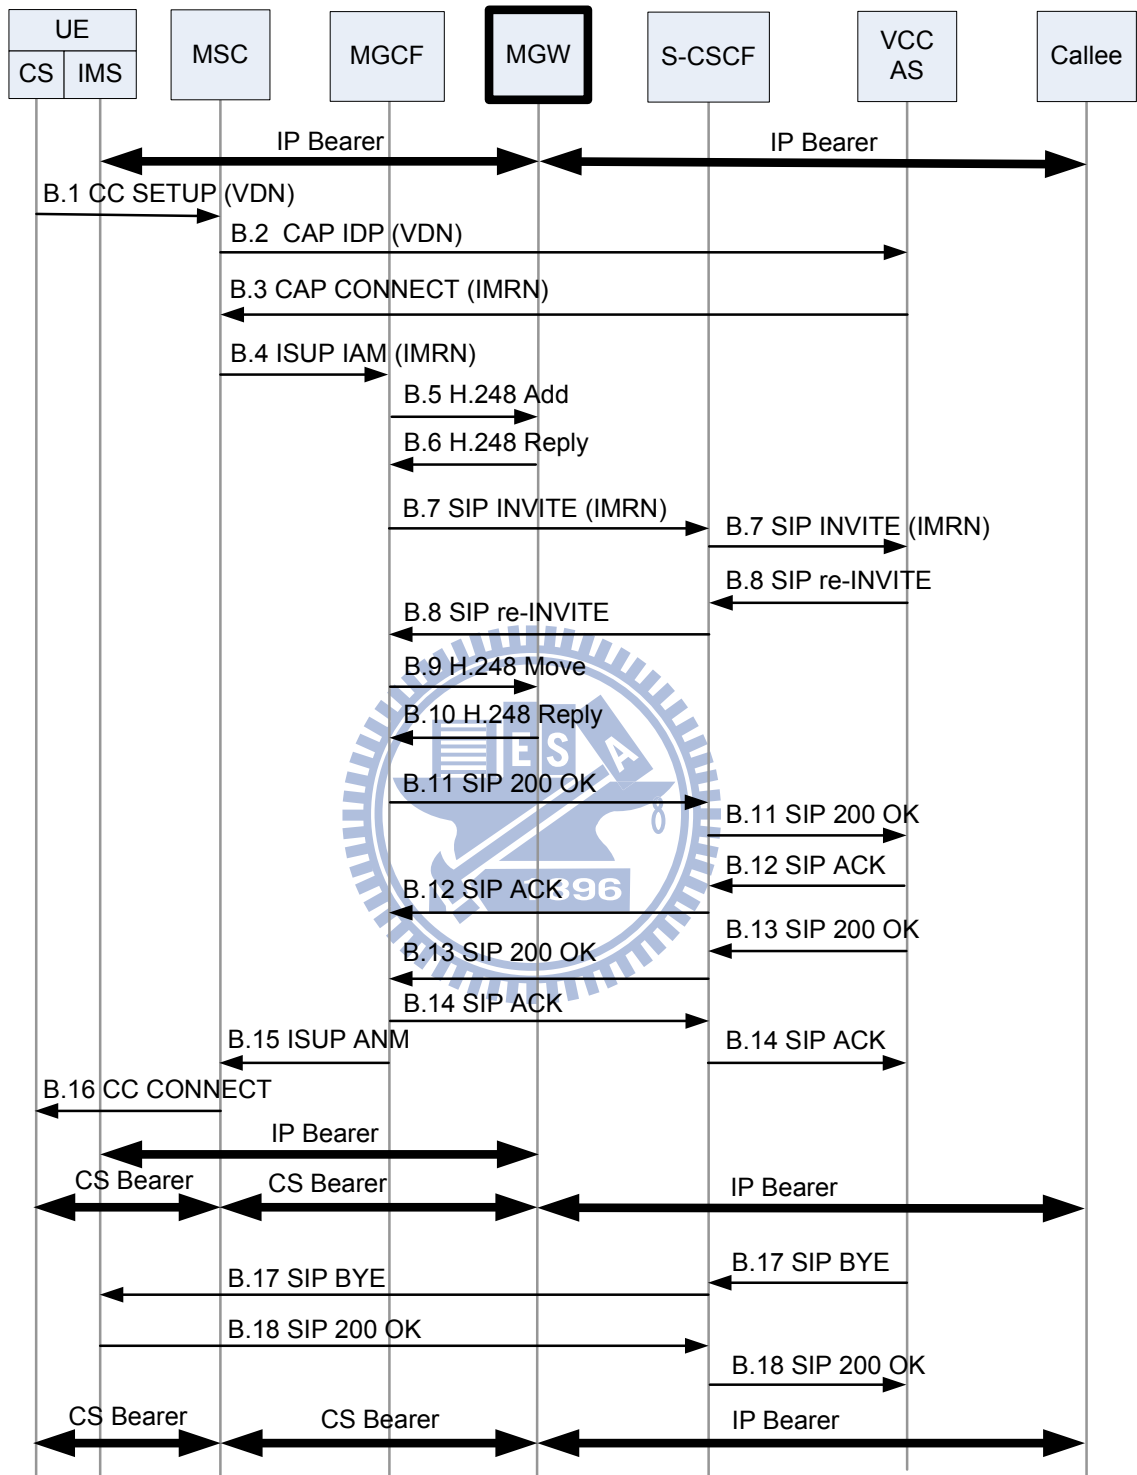 UE
CS IMS
MSC
MGCF
MGW
S-CSCF
VCC
AS
Callee
IP Bearer
IP Bearer
B.1 CC SETUP (VDN)
B.2 CAP IDP (VDN)
B.3 CAP CONNECT (IMRN)
B.4 ISUP IAM (IMRN)
B.5 H.248 Add
B.6 H.248 Reply
B.7 SIP INVITE (IMRN)
B.7 SIP INVITE (IMRN)
B.8 SIP re-INVITE
B.8 SIP re-INVITE
B.9 H.248 Move
B.10 H.248 Reply
E S A
B.11 SIP 200 OK
B.11 SIP 200 OK
B.12 SIP ACK
B.12 SIP ACK
1896
B.13 SIP 200 OK
B.13 SIP 200 OK
B.14 SIP ACK
B.15 ISUP ANM
B.14 SIP ACK
B.16 CC CONNECT
IP Bearer
CS Bearer
CS Bearer
IP Bearer
B.17 SIP BYE
B.17 SIP BYE
B.18 SIP 200 OK
B.18 SIP 200 OK
CS Bearer
CS Bearer
IP Bearer